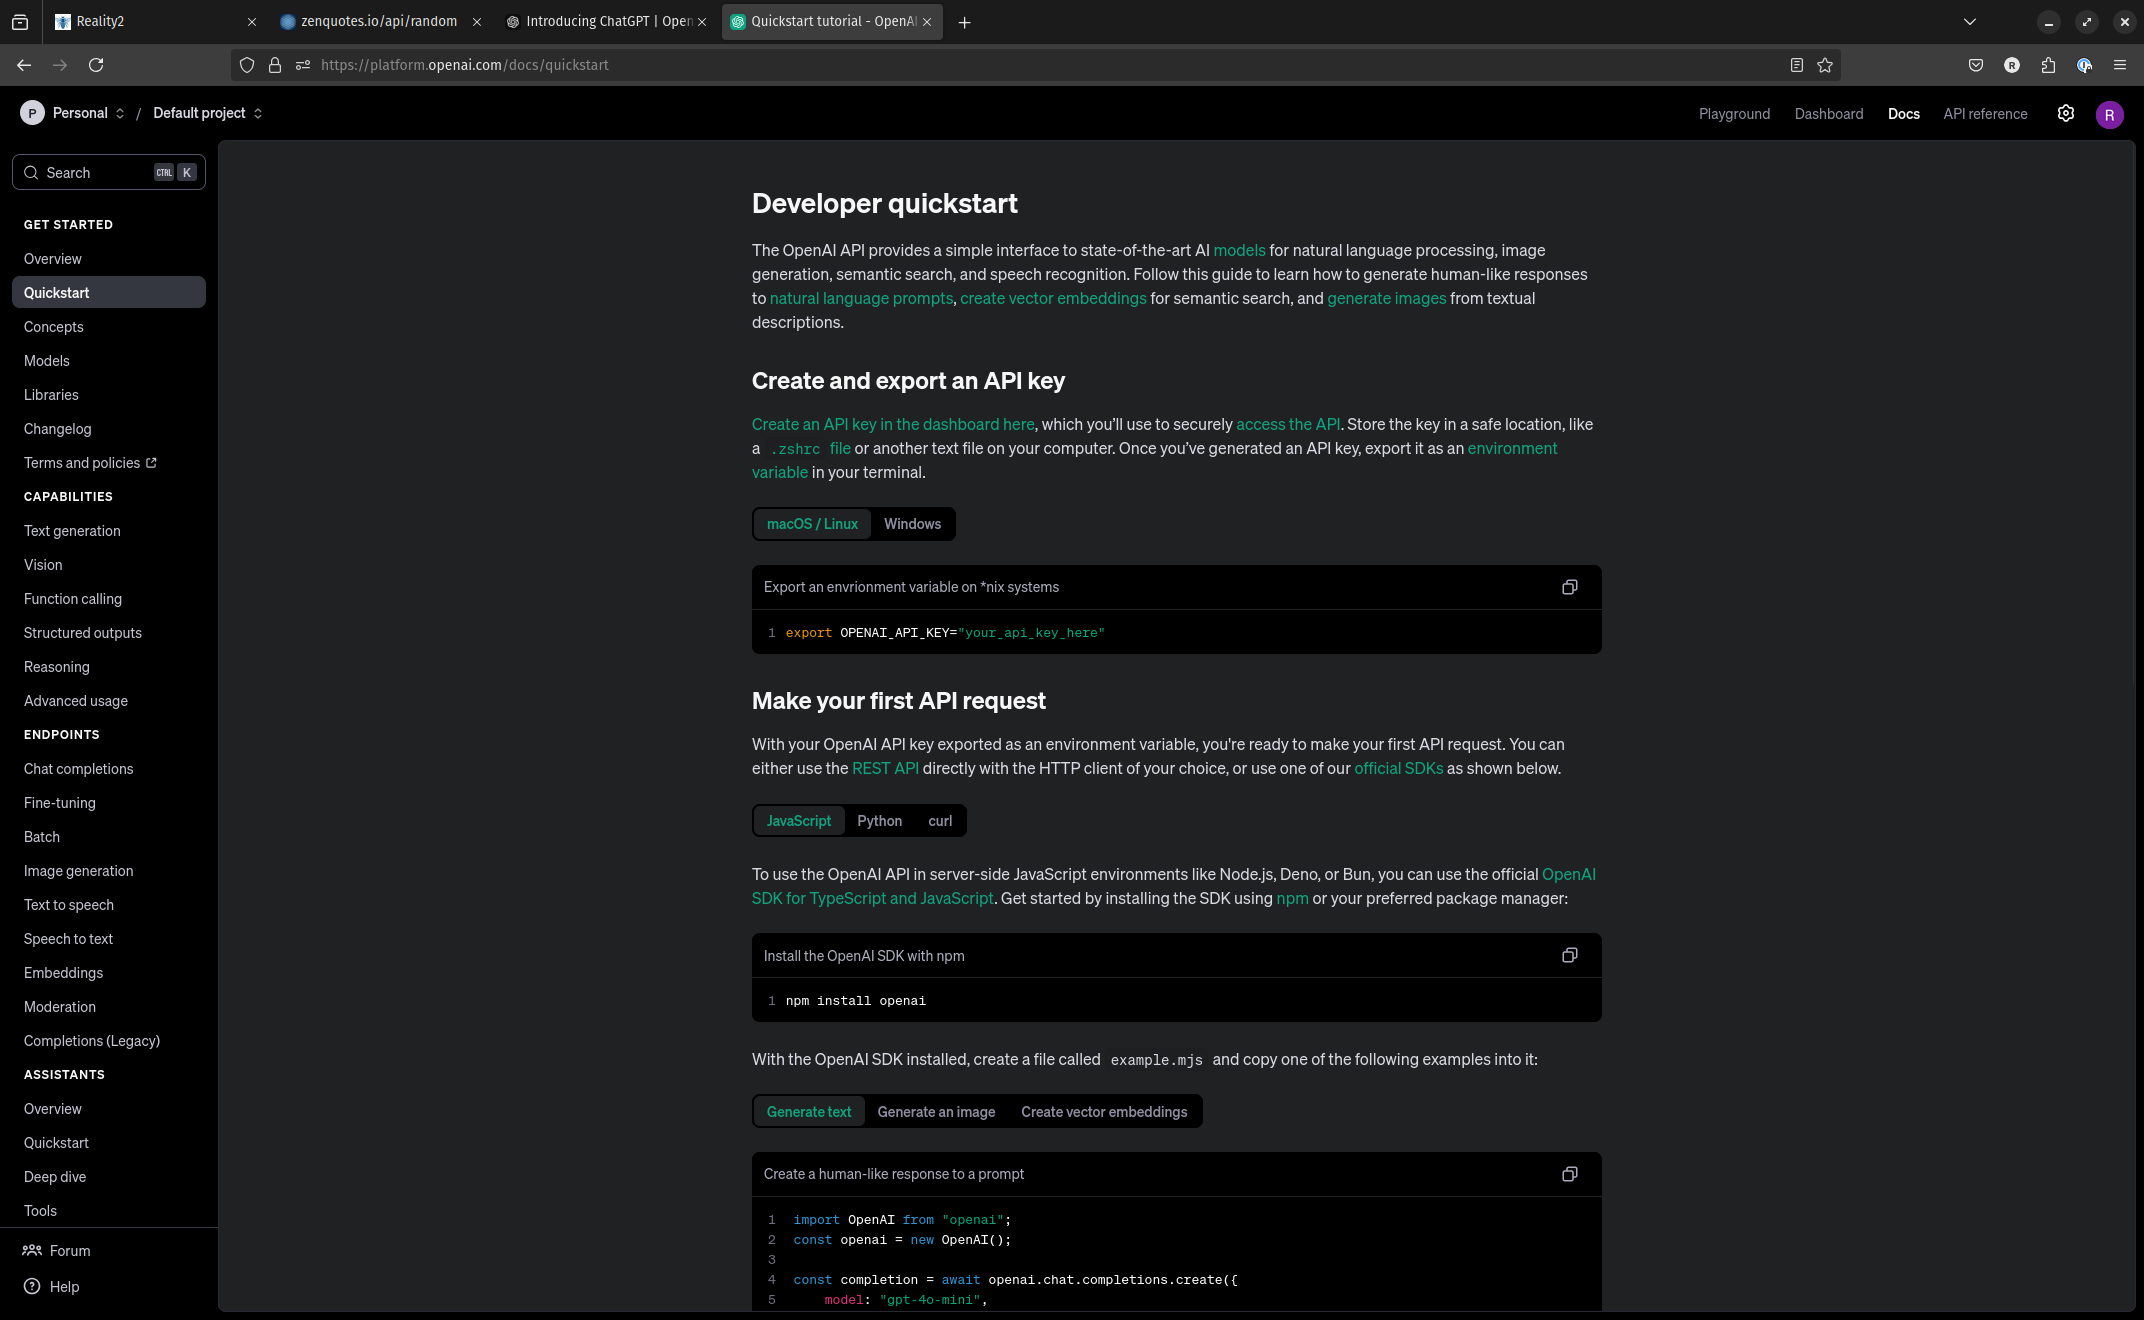 Reality2
zenquotes.io/api/random
Introducing ChatGPT | Open
Quickstart tutorial - OpenAI
https://platform.openai.com/docs/quickstart
R
P Personal / Default project
Playground Dashboard Docs API reference R
Search CTRL K
GET STARTED
Overview
Quickstart
Concepts
Models
Libraries
Changelog
Terms and policies
CAPABILITIES
Text generation
Vision
Function calling
Structured outputs
Reasoning
Advanced usage
ENDPOINTS
Chat completions
Fine-tuning
Batch
Image generation
Text to speech
Speech to text
Embeddings
Moderation
Completions (Legacy)
ASSISTANTS
Overview
Quickstart
Deep dive
Tools
Forum
Help
Developer quickstart
The OpenAI API provides a simple interface to state-of-the-art AI models for natural language processing, image
generation, semantic search, and speech recognition. Follow this guide to learn how to generate human-like responses
to natural language prompts, create vector embeddings for semantic search, and generate images from textual
descriptions.
Create and export an API key
Create an API key in the dashboard here, which you’ll use to securely access the API. Store the key in a safe location, like
a .zshrc file or another text file on your computer. Once you’ve generated an API key, export it as an environment
variable in your terminal.
macOS / Linux Windows
Export an envrionment variable on *nix systems
1 export OPENAI_API_KEY="your_api_key_here"
Make your first API request
With your OpenAI API key exported as an environment variable, you're ready to make your first API request. You can
either use the REST API directly with the HTTP client of your choice, or use one of our official SDKs as shown below.
JavaScript Python curl
To use the OpenAI API in server-side JavaScript environments like Node.js, Deno, or Bun, you can use the official OpenAI
SDK for TypeScript and JavaScript. Get started by installing the SDK using npm or your preferred package manager:
Install the OpenAI SDK with npm
1 npm install openai
With the OpenAI SDK installed, create a file called example.mjs and copy one of the following examples into it:
Generate text Generate an image Create vector embeddings
Create a human-like response to a prompt
1 import OpenAI from "openai";
2 const openai = new OpenAI();
3
4 const completion = await openai.chat.completions.create({
5 model: "gpt-4o-mini",